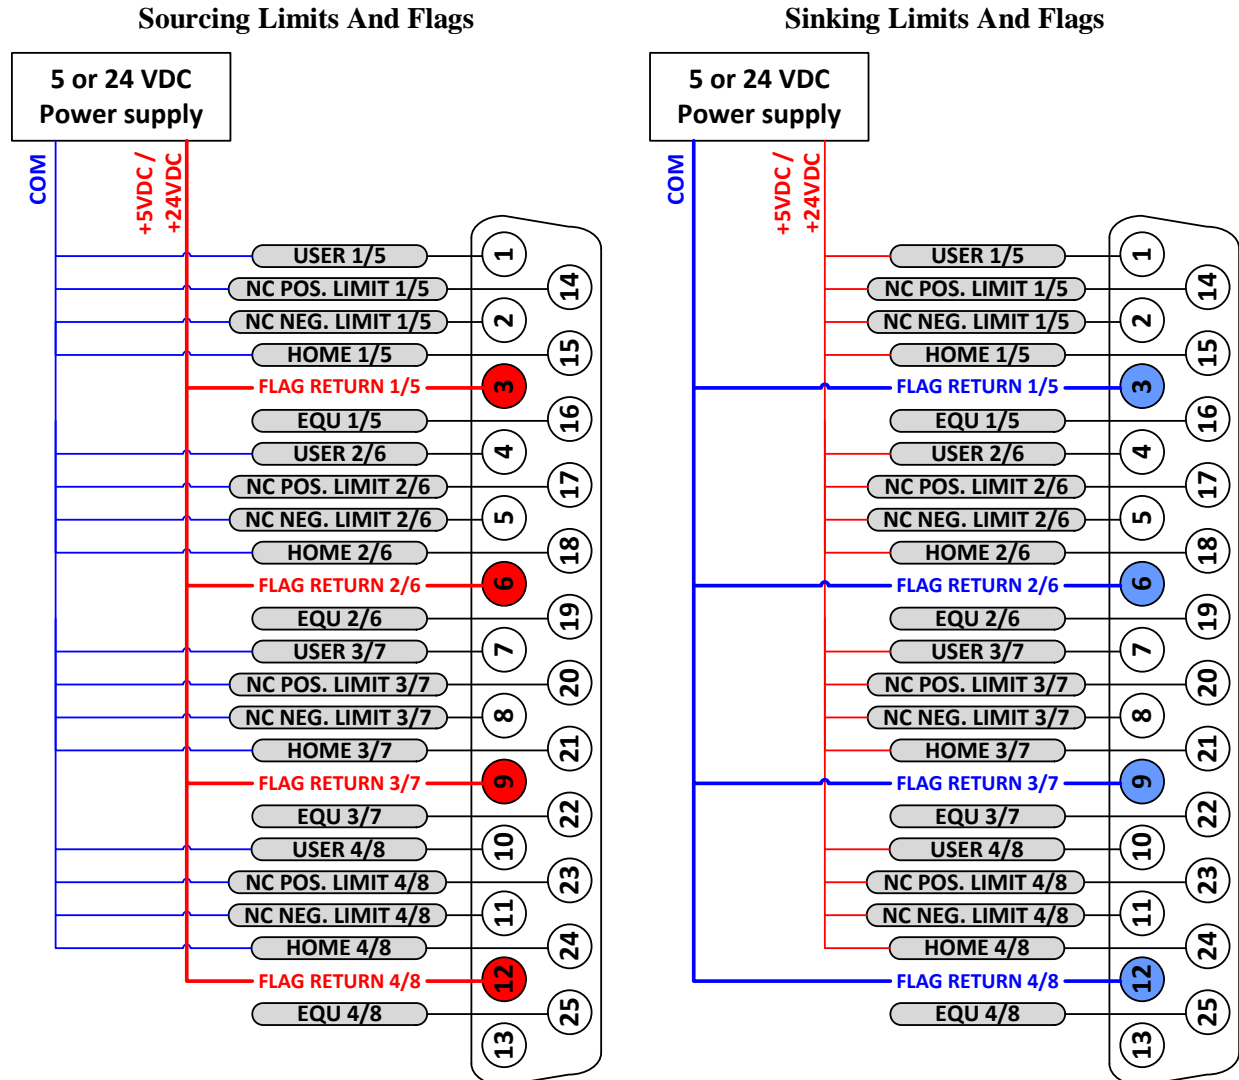 Sourcing Limits And Flags
5 or 24 VDC
Power supply
COM
+5VDC /
+24VDC
USER 1/5
1
NC POS. LIMIT 1/5
14
NC NEG. LIMIT 1/5
2
HOME 1/5
15
FLAG RETURN 1/5
3
EQU 1/5
16
USER 2/6
4
NC POS. LIMIT 2/6
17
NC NEG. LIMIT 2/6
5
HOME 2/6
18
FLAG RETURN 2/6
6
EQU 2/6
19
USER 3/7
7
NC POS. LIMIT 3/7
20
NC NEG. LIMIT 3/7
8
HOME 3/7
21
FLAG RETURN 3/7
9
EQU 3/7
22
USER 4/8
10
NC POS. LIMIT 4/8
23
NC NEG. LIMIT 4/8
11
HOME 4/8
24
FLAG RETURN 4/8
12
EQU 4/8
25
13
Sinking Limits And Flags
5 or 24 VDC
Power supply
COM
+5VDC /
+24VDC
USER 1/5
1
NC POS. LIMIT 1/5
14
NC NEG. LIMIT 1/5
2
HOME 1/5
15
FLAG RETURN 1/5
3
EQU 1/5
16
USER 2/6
4
NC POS. LIMIT 2/6
17
NC NEG. LIMIT 2/6
5
HOME 2/6
18
FLAG RETURN 2/6
6
EQU 2/6
19
USER 3/7
7
NC POS. LIMIT 3/7
20
NC NEG. LIMIT 3/7
8
HOME 3/7
21
FLAG RETURN 3/7
9
EQU 3/7
22
USER 4/8
10
NC POS. LIMIT 4/8
23
NC NEG. LIMIT 4/8
11
HOME 4/8
24
FLAG RETURN 4/8
12
EQU 4/8
25
13